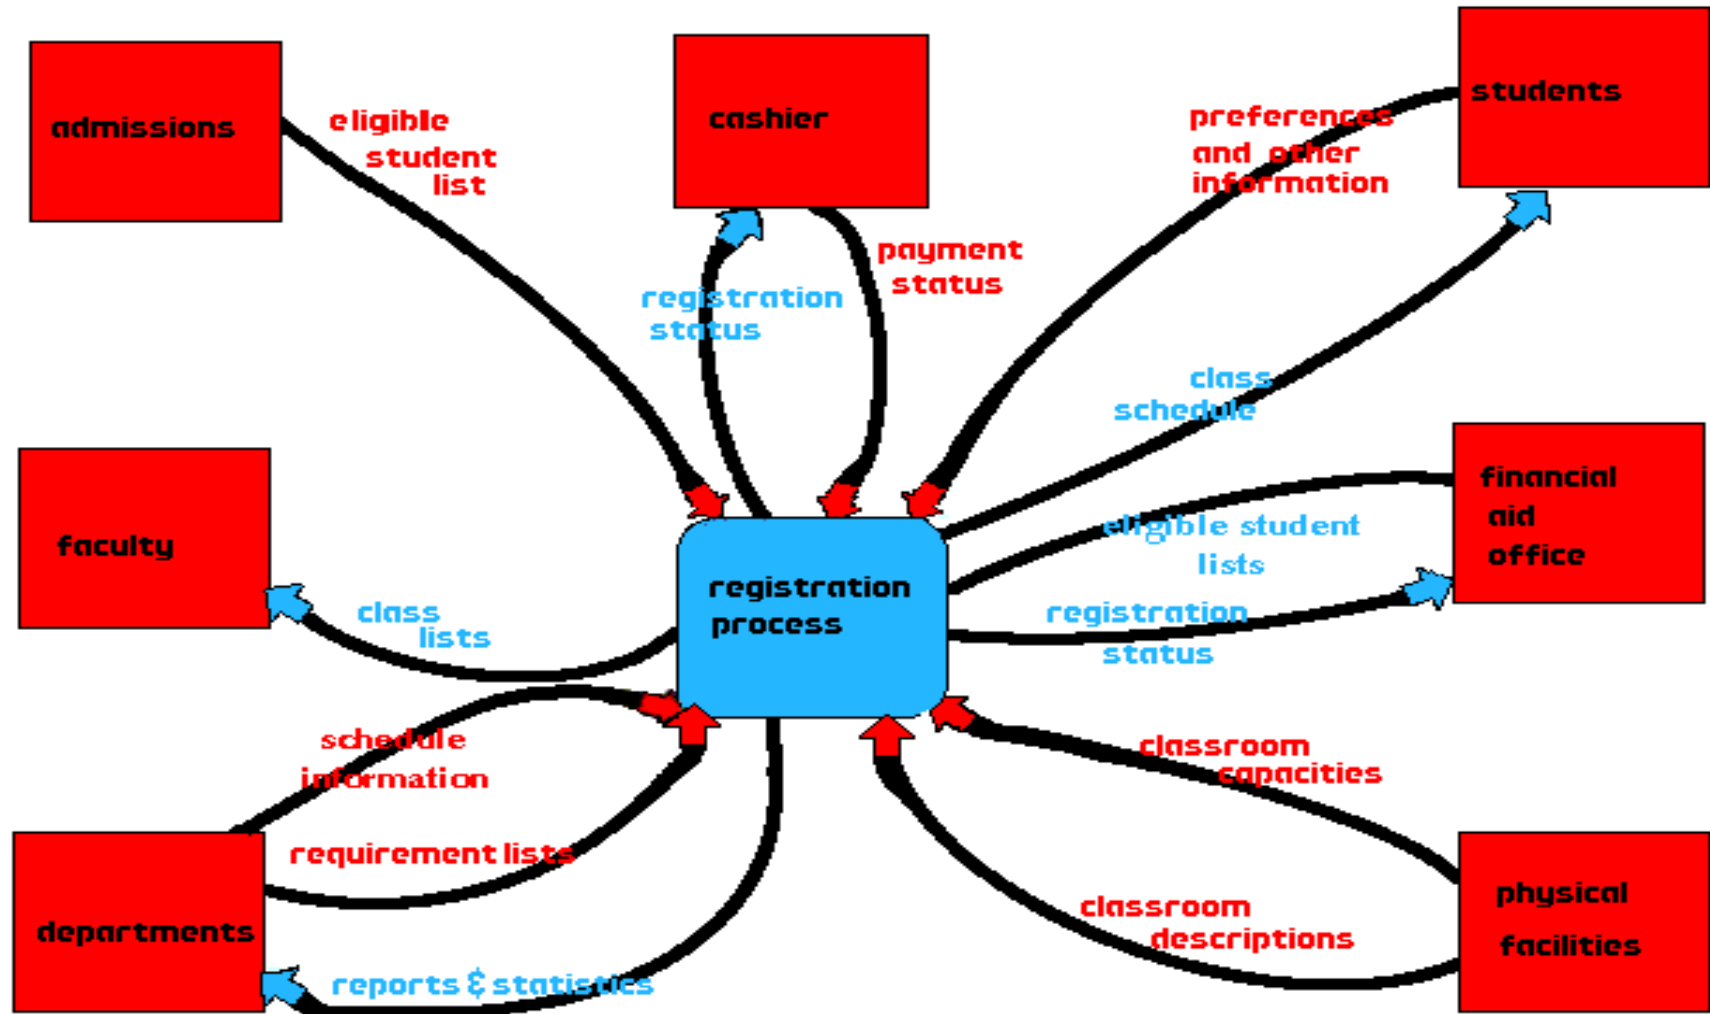 admissions
eligible
student
list
cashier
preferences
and other
information
students
payment
status
registration
status
class
schedule
faculty
class
lists
registration
process
eligible student
lists
registration
status
financial
aid
office
schedule
information
requirement lists
departments
reports & statistics
classroom
capacities
classroom
descriptions
physical
facilities